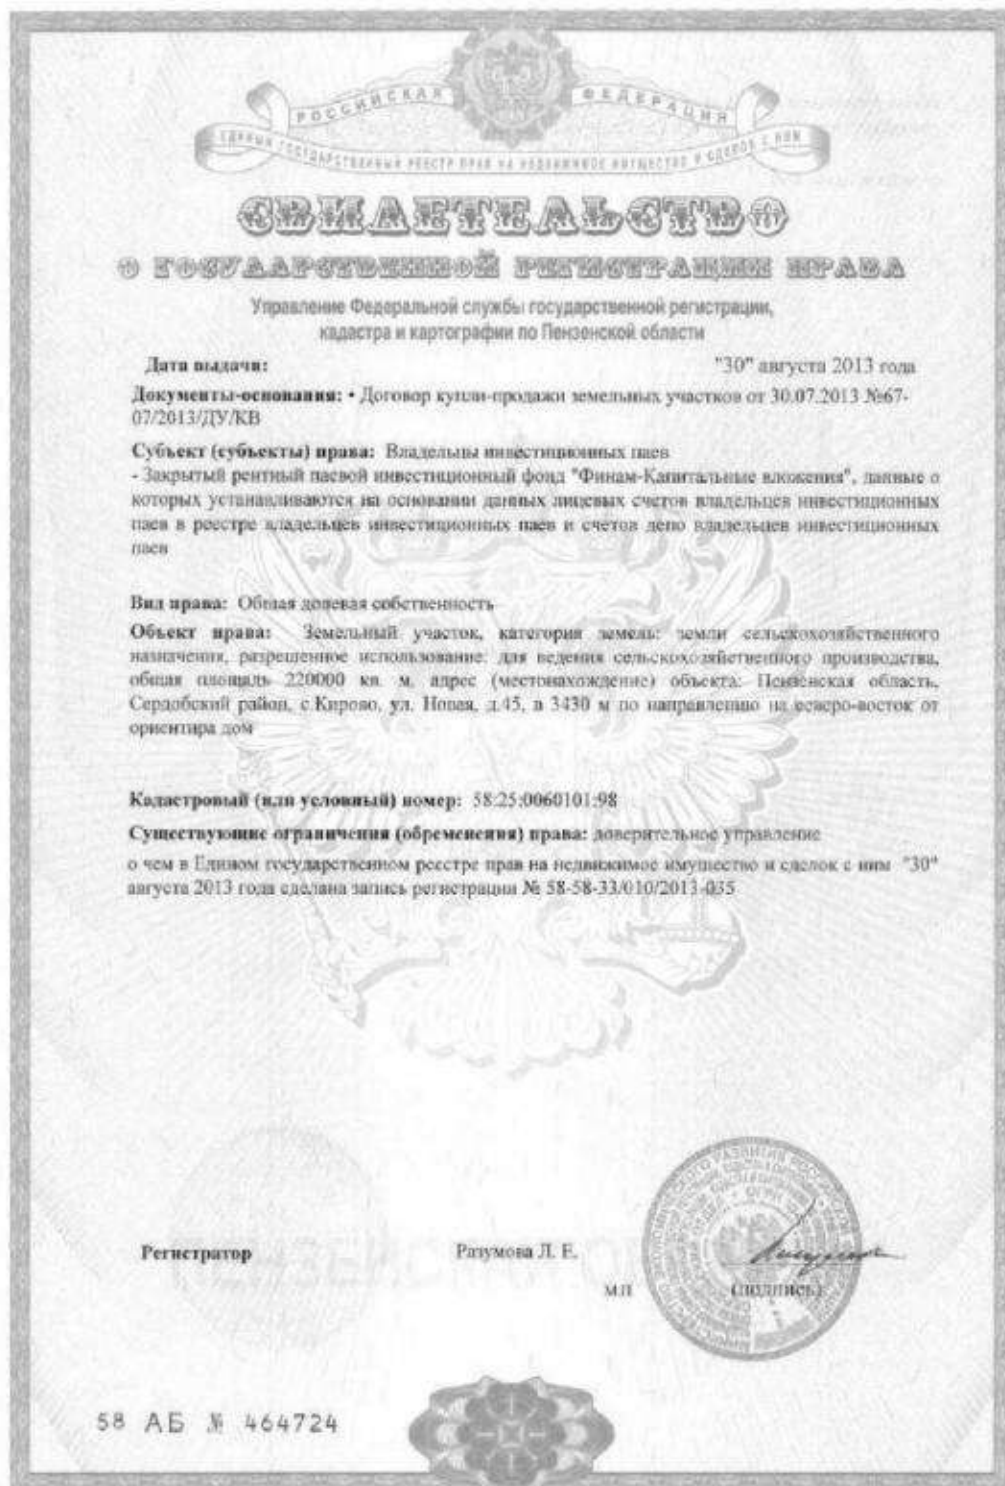 РОССИЙСКАЯ ФЕДЕРАЦИЯ
ЕДИНЫЙ ГОСУДАРСТВЕННЫЙ РЕЕСТР ПРАВ НА НЕДВИЖИМОЕ ИМУЩЕСТВО И СДЕЛОК С НИМ
СВИДЕТЕЛЬСТВО
О ГОСУДАРСТВЕННОЙ РЕГИСТРАЦИИ ПРАВА
Управление Федеральной службы государственной регистрации,
кадастра и картографии по Пензенской области
Дата выдачи: "30" августа 2013 года
Документы-основания: • Договор купли-продажи земельных участков от 30.07.2013 №67-
07/2013/ДУ/КВ
Субъект (субъекты) права: Владельцы инвестиционных паев
- Закрытый рентный паевой инвестиционный фонд "Финам-Капитальные вложения", данные о
которых устанавливаются на основании данных лицевых счетов владельцев инвестиционных
паев в реестре владельцев инвестиционных паев и счетов депо владельцев инвестиционных
паев
Вид права: Общая долевая собственность
Объект права: Земельный участок, категория земель: земли сельскохозяйственного
назначения, разрешенное использование: для ведения сельскохозяйственного производства,
общая площадь 220000 кв. м, адрес (местонахождение) объекта: Пензенская область,
Сердобский район, с.Кирово, ул. Новая, д.45, в 3430 м по направлению на северо-восток от
ориентира дом
Кадастровый (или условный) номер: 58:25:0060101:98
Существующие ограничения (обременения) права: доверительное управление
о чем в Едином государственном реестре прав на недвижимое имущество и сделок с ним "30"
августа 2013 года сделана запись регистрации № 58-58-33/010/2013-035
Регистратор Разумова Л. Е.
М.П. (подпись)
58 АБ № 464724